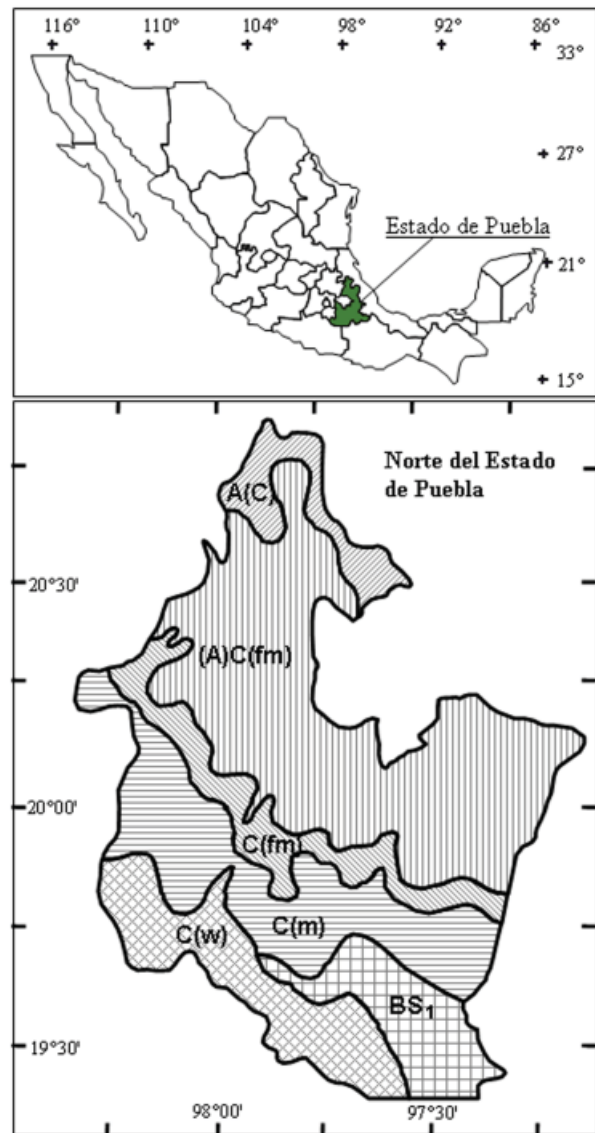 116° 110° 104° 98° 92° 86°
33°
27°
Estado de Puebla
21°
15°
Norte del Estado
de Puebla
A(C)
20°30'
(A)C(fm)
20°00'
C(fm)
C(m)
C(w)
BS₁
19°30'
98°00' 97°30'